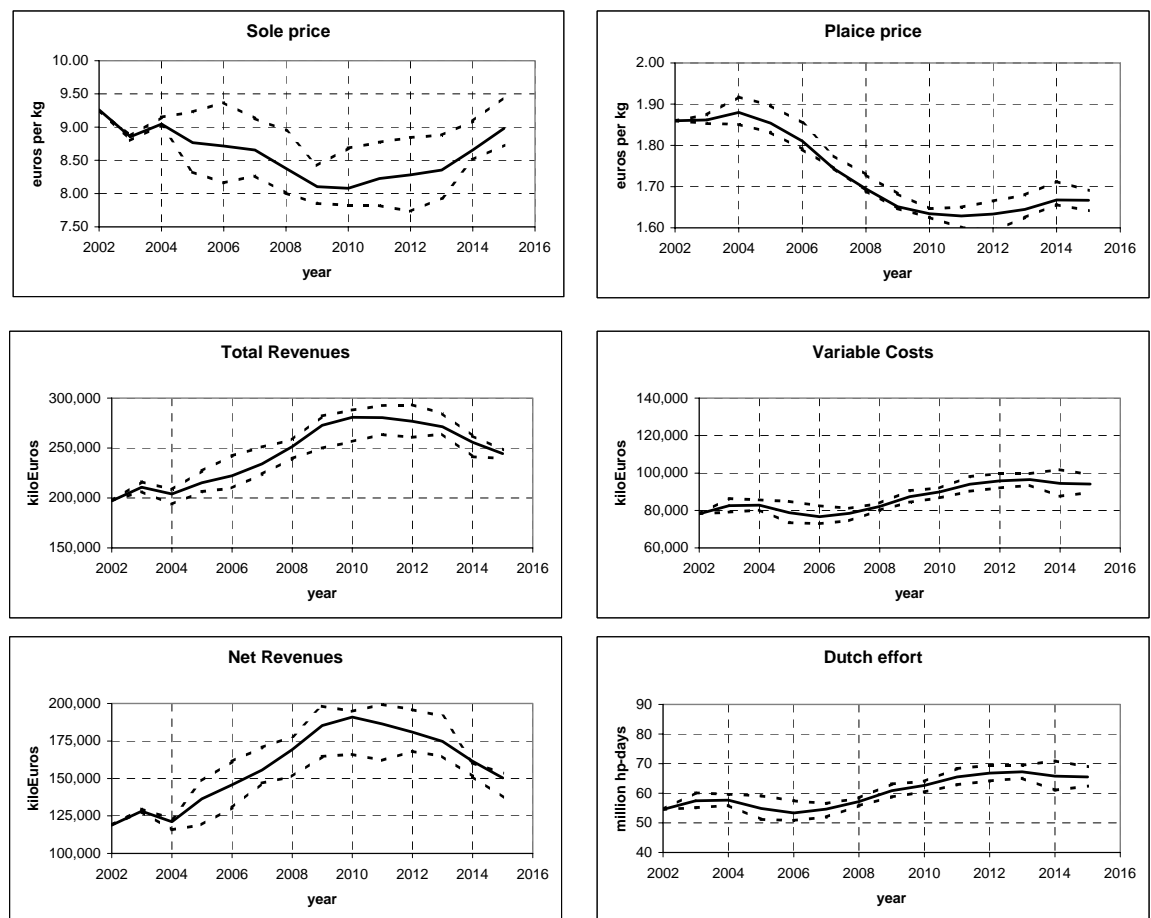 Sole price
10.00
9.50
9.00
8.50
8.00
7.50
euros per kg
2002 2004 2006 2008 2010 2012 2014 2016
year
Plaice price
2.00
1.90
1.80
1.70
1.60
euros per kg
2002 2004 2006 2008 2010 2012 2014 2016
year
Total Revenues
300,000
250,000
200,000
150,000
kiloEuros
2002 2004 2006 2008 2010 2012 2014 2016
year
Variable Costs
140,000
120,000
100,000
80,000
60,000
kiloEuros
2002 2004 2006 2008 2010 2012 2014 2016
year
Net Revenues
200,000
175,000
150,000
125,000
100,000
kiloEuros
2002 2004 2006 2008 2010 2012 2014 2016
year
Dutch effort
90
80
70
60
50
40
million hp-days
2002 2004 2006 2008 2010 2012 2014 2016
year